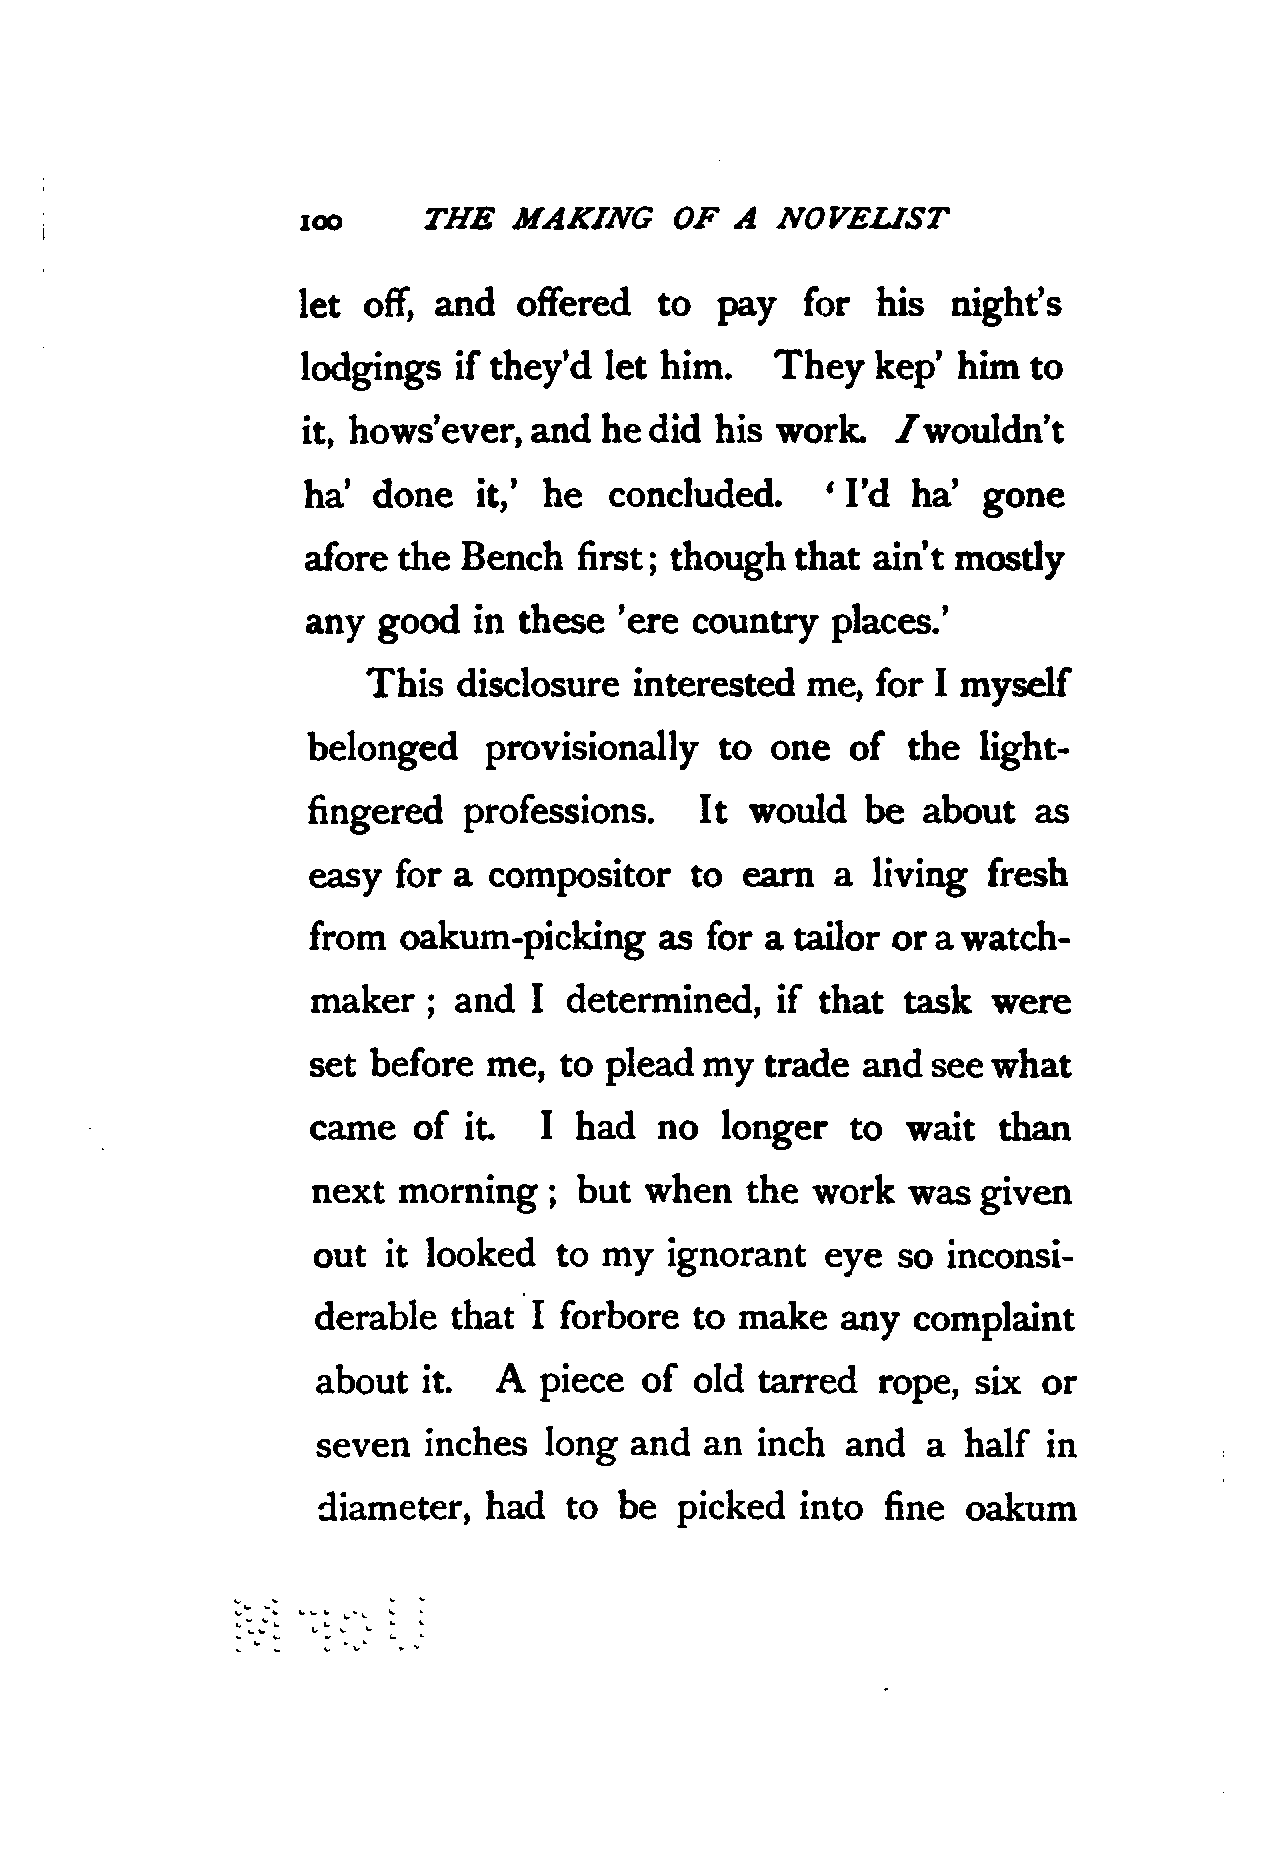 100 THE MAKING OF A NOVELIST
let off, and offered to pay for his night's
lodgings if they'd let him. They kep' him to
it, hows'ever, and he did his work. I wouldn't
ha' done it,' he concluded. ‘ I'd ha' gone
afore the Bench first; though that ain't mostly
any good in these 'ere country places.'
This disclosure interested me, for I myself
belonged provisionally to one of the light-
fingered professions. It would be about as
easy for a compositor to earn a living fresh
from oakum-picking as for a tailor or a watch-
maker ; and I determined, if that task were
set before me, to plead my trade and see what
came of it. I had no longer to wait than
next morning ; but when the work was given
out it looked to my ignorant eye so inconsi-
derable that I forbore to make any complaint
about it. A piece of old tarred rope, six or
seven inches long and an inch and a half in
diameter, had to be picked into fine oakum